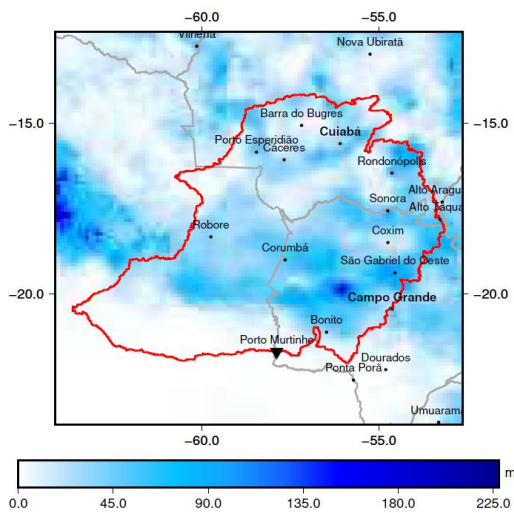 −60.0 −55.0
Vilhena
Nova Ubiratã
Barra do Bugres
−15.0 Cuiabá −15.0
Porto Esperidião
Cáceres
Rondonópolis
Sonora Alto Aragu
Alto Taqua
Robore Coxim
Corumbá
São Gabriel do Oeste
−20.0 Campo Grande −20.0
Bonito
Porto Murtinho
Dourados
Ponta Porã
Umuarama
−60.0 −55.0
m
0.0 45.0 90.0 135.0 180.0 225.0